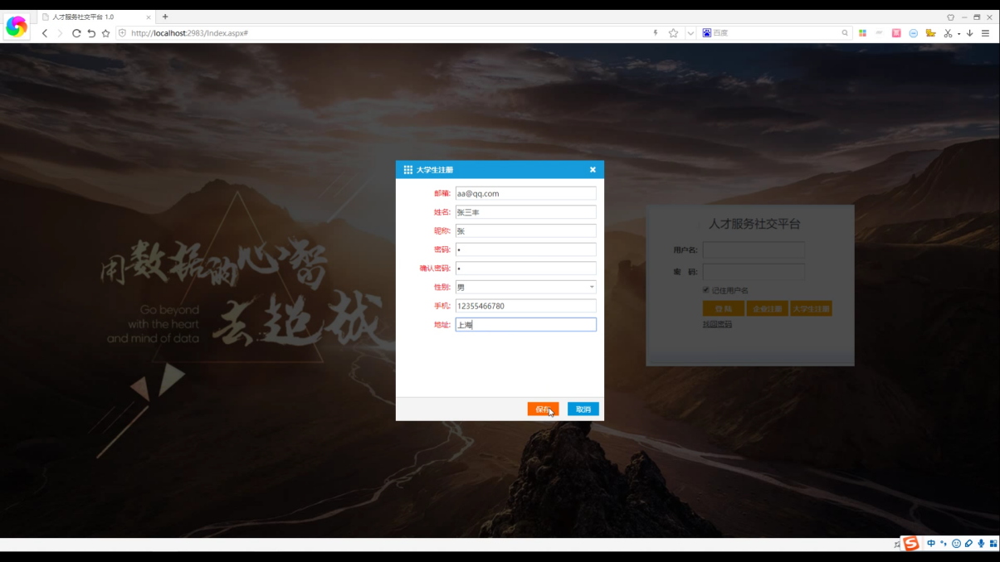 人才服务社交平台 1.0
http://localhost:2983/Index.aspx#
百度
大学生注册
邮箱: aa@qq.com
姓名: 张三丰
昵称: 张
密码: •
确认密码: •
性别: 男
手机: 12355466780
地址: 上海
保存
取消
用数据的心智
Go beyond
with the heart
and mind of data
去超越
人才服务社交平台
用户名:
密 码:
记住用户名
登 陆
企业注册
大学生注册
找回密码
中